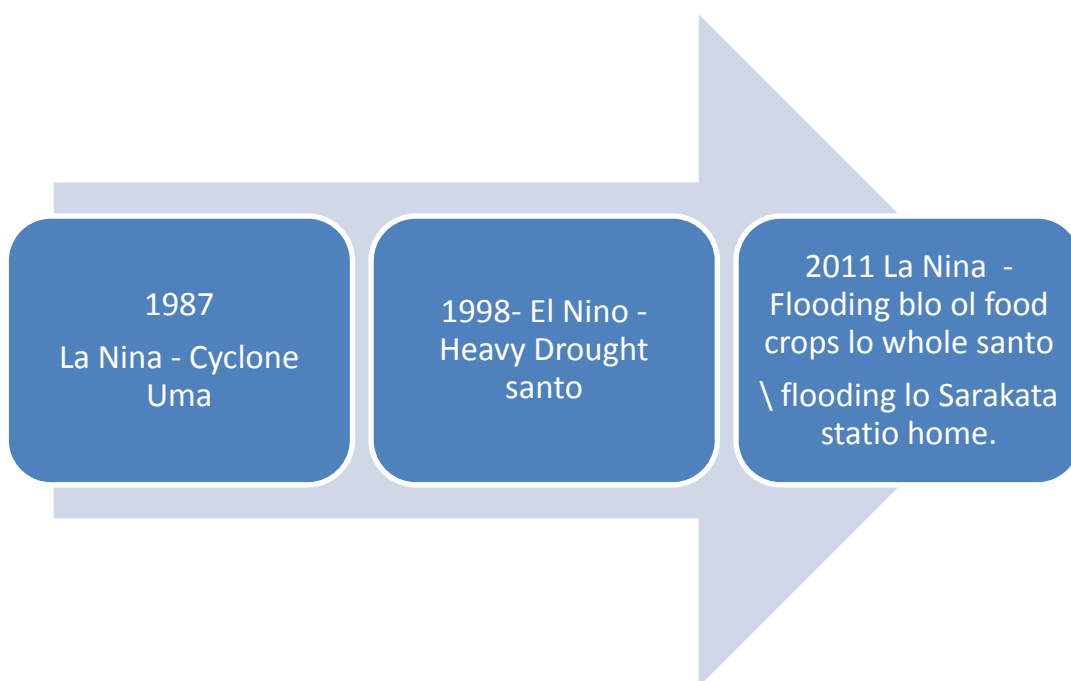 1987
La Nina - Cyclone
Uma
1998- El Nino -
Heavy Drought
santo
2011 La Nina  -
Flooding blo ol food
crops lo whole santo
\ flooding lo Sarakata
statio home.